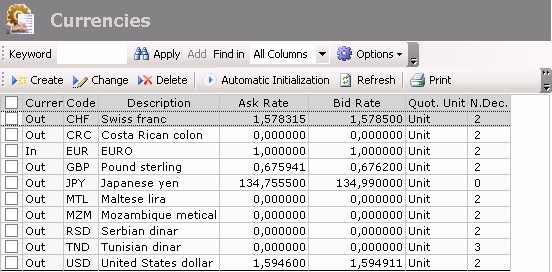 Currencies
Keyword Apply Add Find in All Columns Options
Create Change Delete Automatic Initialization Refresh Print
Currer Code Description Ask Rate Bid Rate Quot. Unit N.Dec.
Out CHF Swiss franc 1,578315 1,578500 Unit 2
Out CRC Costa Rican colon 0,000000 0,000000 Unit 2
In EUR EURO 1,000000 1,000000 Unit 2
Out GBP Pound sterling 0,675941 0,676200 Unit 2
Out JPY Japanese yen 134,755500 134,990000 Unit 0
Out MTL Maltese lira 0,000000 0,000000 Unit 2
Out MZM Mozambique metical 0,000000 0,000000 Unit 2
Out RSD Serbian dinar 0,000000 0,000000 Unit 2
Out TND Tunisian dinar 0,000000 0,000000 Unit 3
Out USD United States dollar 1,594600 1,594911 Unit 2